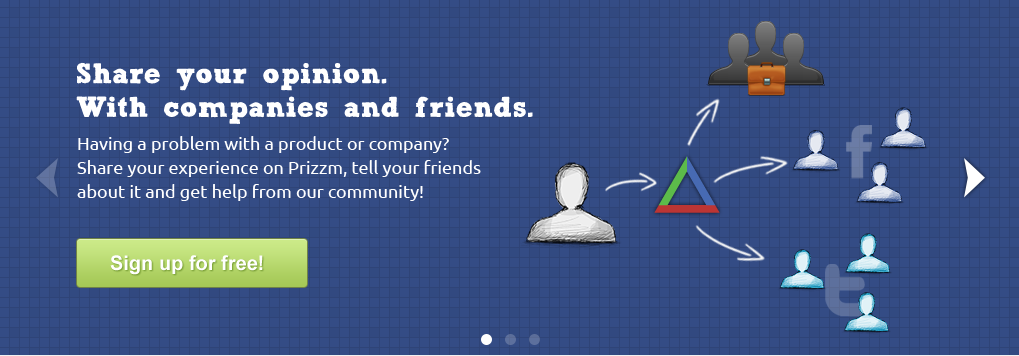 Share your opinion.
With companies and friends.
Having a problem with a product or company?
Share your experience on Prizzm, tell your friends
about it and get help from our community!
Sign up for free!
f
t